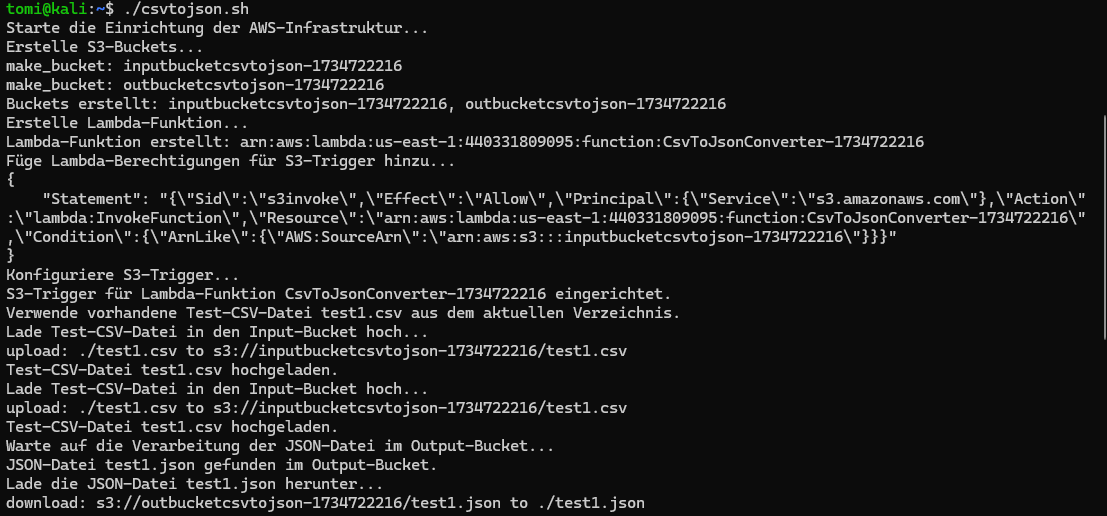 tomi@kali:~$ ./csvtojson.sh
Starte die Einrichtung der AWS-Infrastruktur...
Erstelle S3-Buckets...
make_bucket: inputbucketcsvtojson-1734722216
make_bucket: outbucketcsvtojson-1734722216
Buckets erstellt: inputbucketcsvtojson-1734722216, outbucketcsvtojson-1734722216
Erstelle Lambda-Funktion...
Lambda-Funktion erstellt: arn:aws:lambda:us-east-1:440331809095:function:CsvToJsonConverter-1734722216
Füge Lambda-Berechtigungen für S3-Trigger hinzu...
{
    "Statement": "{\"Sid\":\"s3invoke\",\"Effect\":\"Allow\",\"Principal\":{\"Service\":\"s3.amazonaws.com\"},\"Action\"
:\"lambda:InvokeFunction\",\"Resource\":\"arn:aws:lambda:us-east-1:440331809095:function:CsvToJsonConverter-1734722216\"
,\"Condition\":{\"ArnLike\":{\"AWS:SourceArn\":\"arn:aws:s3:::inputbucketcsvtojson-1734722216\"}}}"
}
Konfiguriere S3-Trigger...
S3-Trigger für Lambda-Funktion CsvToJsonConverter-1734722216 eingerichtet.
Verwende vorhandene Test-CSV-Datei test1.csv aus dem aktuellen Verzeichnis.
Lade Test-CSV-Datei in den Input-Bucket hoch...
upload: ./test1.csv to s3://inputbucketcsvtojson-1734722216/test1.csv
Test-CSV-Datei test1.csv hochgeladen.
Lade Test-CSV-Datei in den Input-Bucket hoch...
upload: ./test1.csv to s3://inputbucketcsvtojson-1734722216/test1.csv
Test-CSV-Datei test1.csv hochgeladen.
Warte auf die Verarbeitung der JSON-Datei im Output-Bucket...
JSON-Datei test1.json gefunden im Output-Bucket.
Lade die JSON-Datei test1.json herunter...
download: s3://outbucketcsvtojson-1734722216/test1.json to ./test1.json